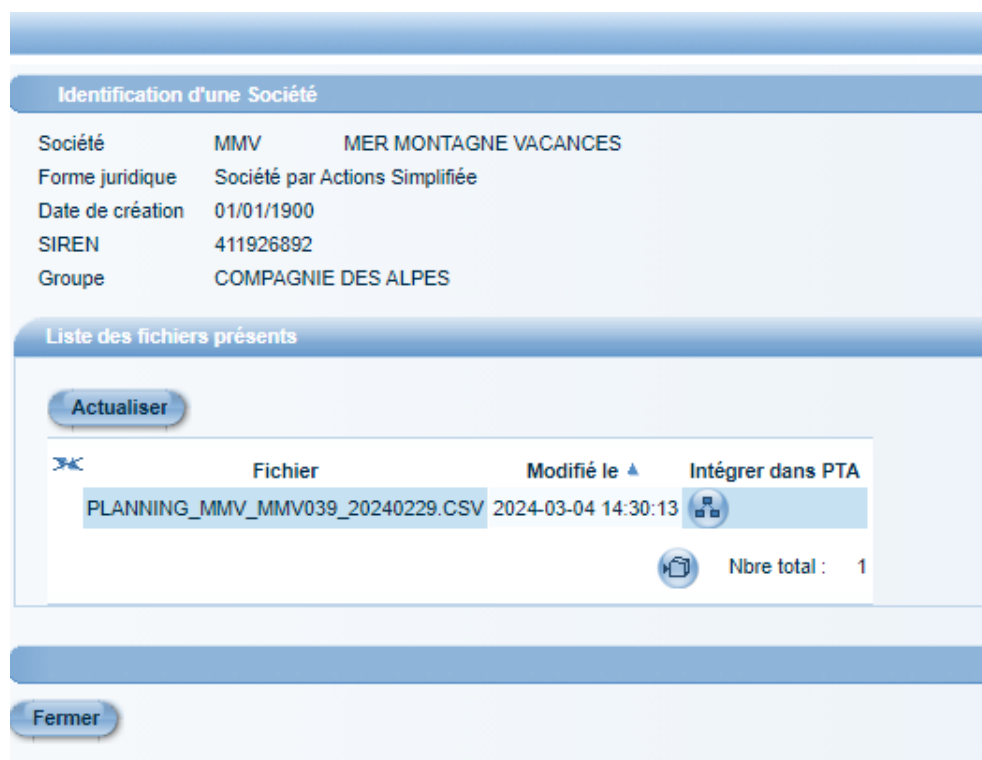 Identification d'une Société
Société MMV MER MONTAGNE VACANCES
Forme juridique Société par Actions Simplifiée
Date de création 01/01/1900
SIREN 411926892
Groupe COMPAGNIE DES ALPES
Liste des fichiers présents
Actualiser
Fichier Modifié le Intégrer dans PTA
PLANNING_MMV_MMV039_20240229.CSV 2024-03-04 14:30:13
Nbre total : 1
Fermer